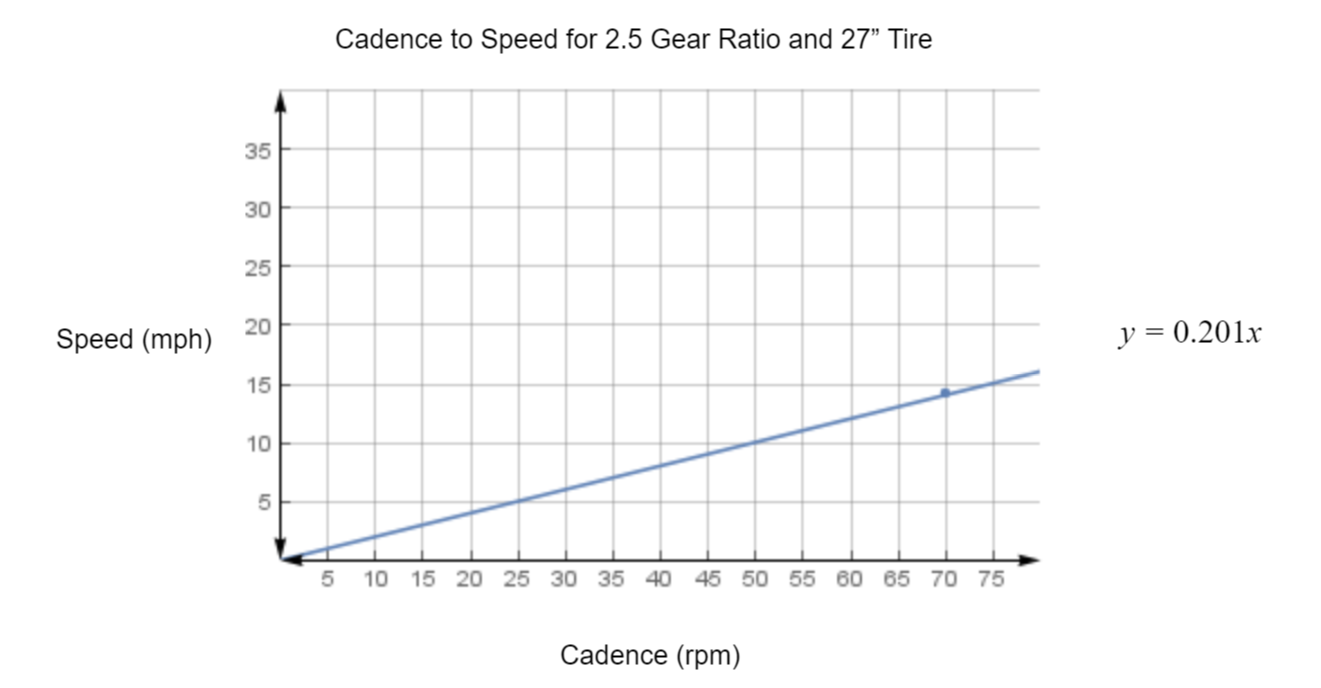 Cadence to Speed for 2.5 Gear Ratio and 27” Tire
35
30
25
Speed (mph)
20
y = 0.201x
15
10
5
5 10 15 20 25 30 35 40 45 50 55 60 65 70 75
Cadence (rpm)